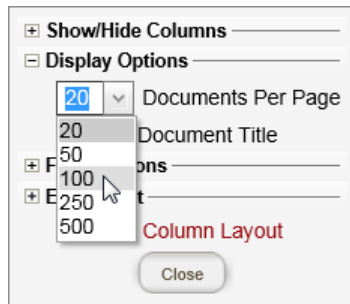 Show/Hide Columns
Display Options
20 Documents Per Page
20 Document Title
50
F ons
100
E t
250
500 Column Layout
Close